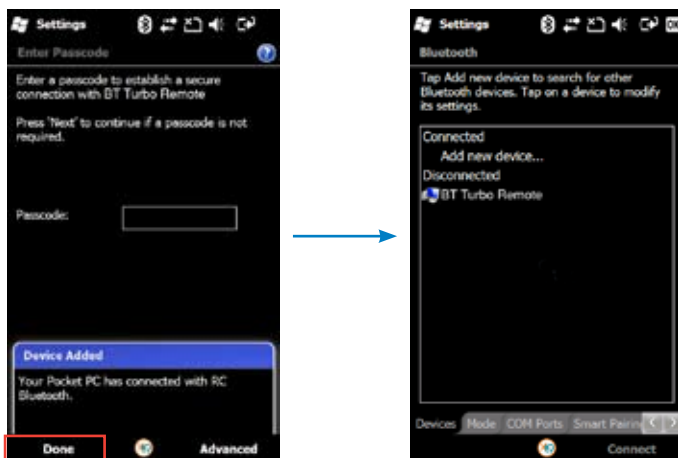 Settings
Enter Passcode
?
Enter a passcode to establish a secure
connection with BT Turbo Remote
Press 'Next' to continue if a passcode is not
required.
Passcode:
Device Added
Your Pocket PC has connected with RC
Bluetooth.
Done
Advanced
Settings
ok
Bluetooth
Tap Add new device to search for other
Bluetooth devices. Tap on a device to modify
its settings.
Connected
Add new device...
Disconnected
BT Turbo Remote
Devices Mode COM Ports Smart Pairin
Connect